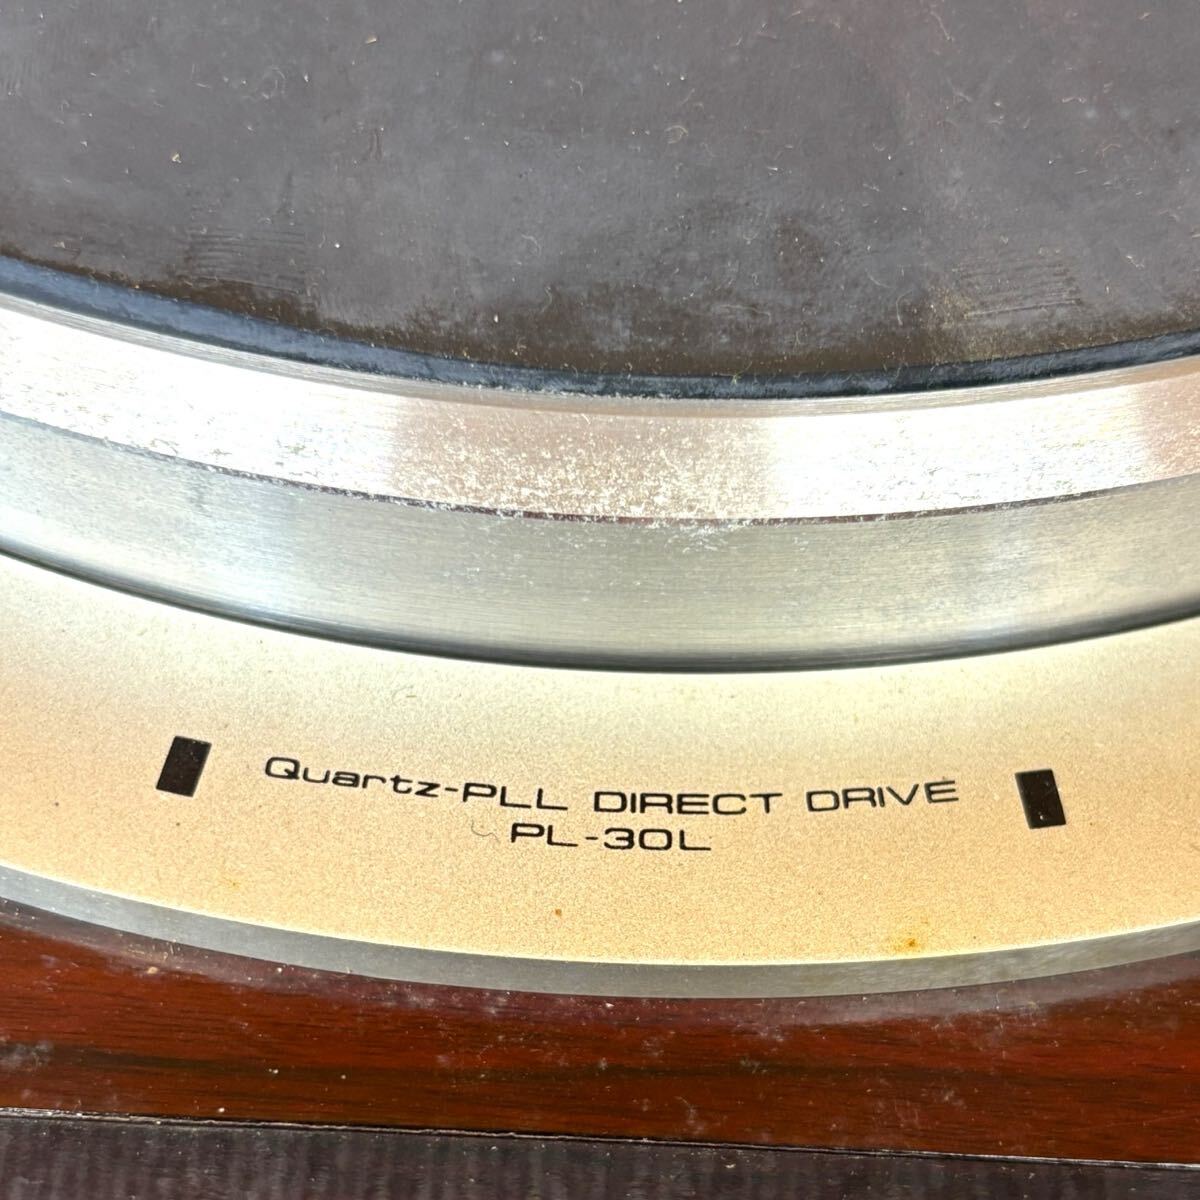 Quartz-PLL DIRECT DRIVE
PL-30L